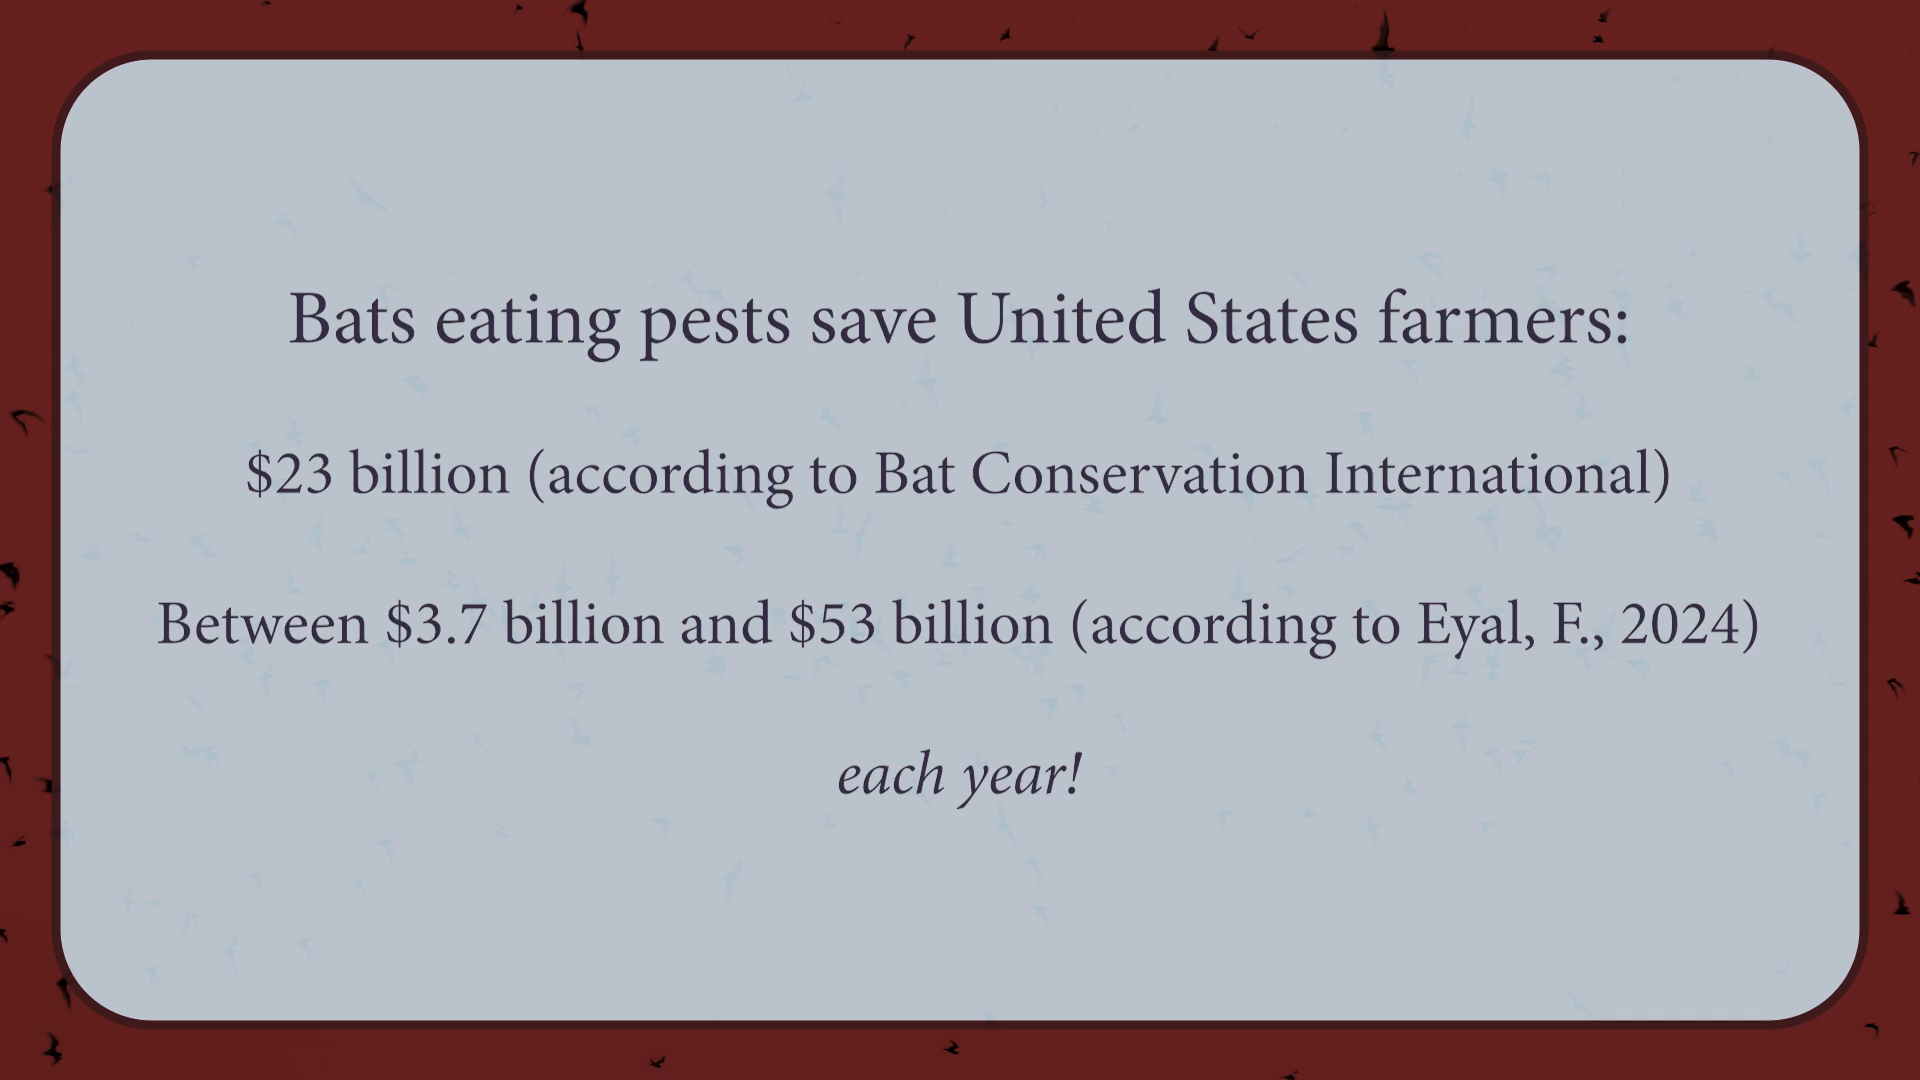 Bats eating pests save United States farmers:
$23 billion (according to Bat Conservation International)
Between $3.7 billion and $53 billion (according to Eyal, F., 2024)
each year!